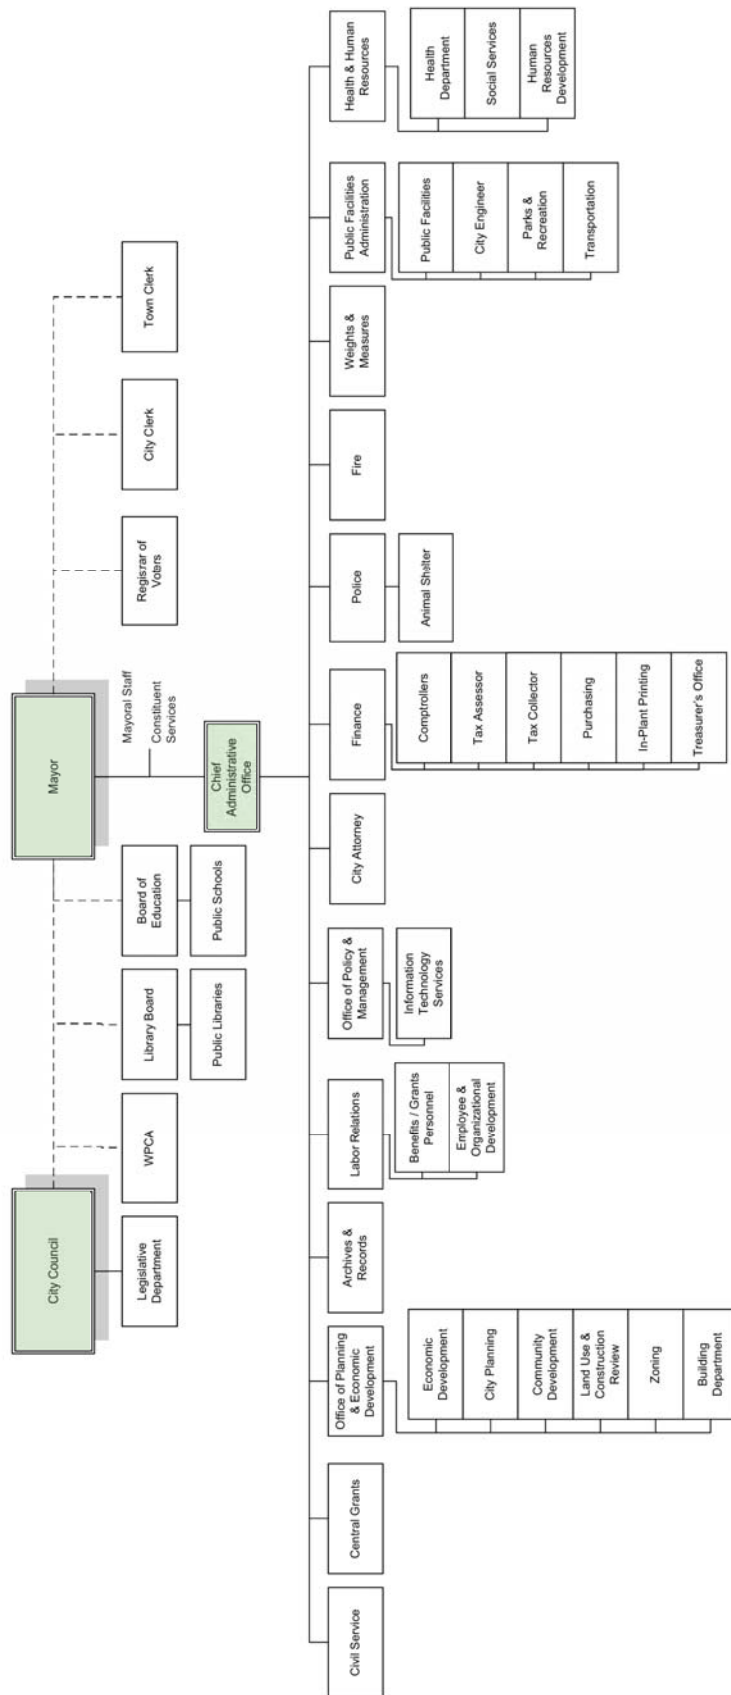 City Council
Mayor
Legislative
Department
WPCA
Library Board
Public Libraries
Board of
Education
Public Schools
Mayoral Staff
Constituent
Services
Registrar of
Voters
City Clerk
Town Clerk
Chief
Administrative
Office
Civil Service
Central Grants
Office of Planning
& Economic
Development
Economic
Development
City Planning
Community
Development
Land Use &
Construction
Review
Zoning
Building
Department
Archives &
Records
Labor Relations
Benefits / Grants
Personnel
Employee &
Organizational
Development
Office of Policy &
Management
Information
Technology
Services
City Attorney
Finance
Comptrollers
Tax Assessor
Tax Collector
Purchasing
In-Plant Printing
Treasurer's Office
Police
Animal Shelter
Fire
Weights &
Measures
Public Facilities
Administration
Public Facilities
City Engineer
Parks &
Recreation
Transportation
Health & Human
Resources
Health
Department
Social Services
Human
Resources
Development